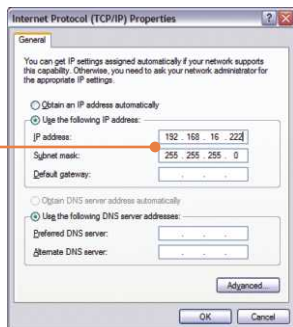 Internet Protocol (TCP/IP) Properties
General
You can get IP settings assigned automatically if your network supports
this capability. Otherwise, you need to ask your network administrator for
the appropriate IP settings.
Obtain an IP address automatically
Use the following IP address:
IP address: 192 . 168 . 16 . 222
Subnet mask: 255 . 255 . 255 . 0
Default gateway: . . .
Obtain DNS server address automatically
Use the following DNS server addresses:
Preferred DNS server: . . .
Alternate DNS server: . . .
Advanced...
OK Cancel